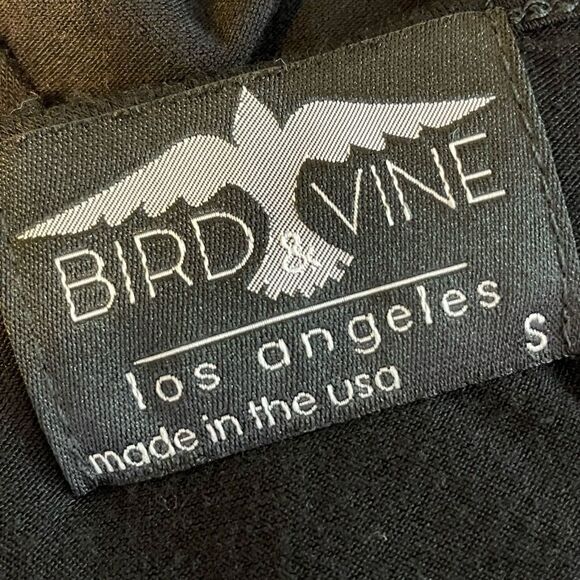 BIRD & VINE
los angeles
made in the usa
S